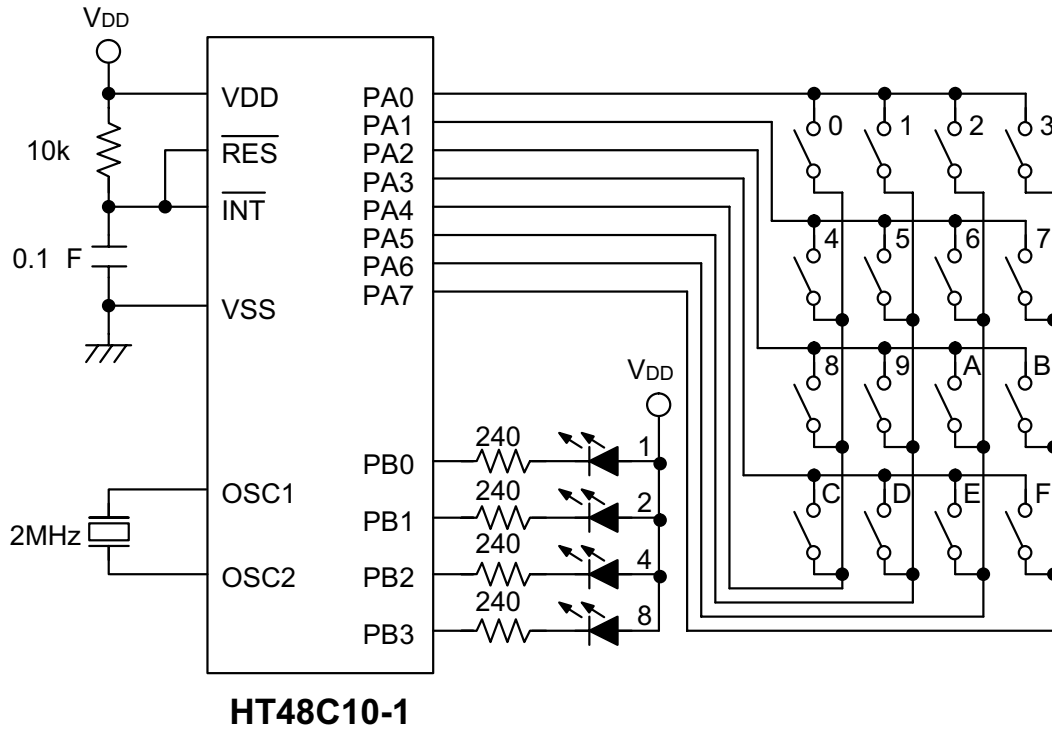 VDD
VDD
10k
RES
INT
0.1 F
VSS
OSC1
2MHz
OSC2
PA0
PA1
PA2
PA3
PA4
PA5
PA6
PA7
PB0
PB1
PB2
PB3
VDD
240
1
240
2
240
4
240
8
0 1 2 3
4 5 6 7
8 9 A B
C D E F
HT48C10-1